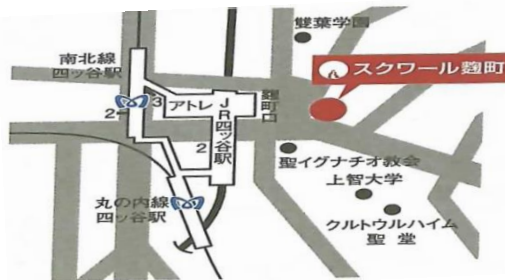 雙葉学園
南北線
四ッ谷駅
スクワール麹町
3
アトレ
JR四ッ谷駅
麹町口
2
2
聖イグナチオ教会
上智大学
丸の内線
四ッ谷駅
クルトゥルハイム
聖堂